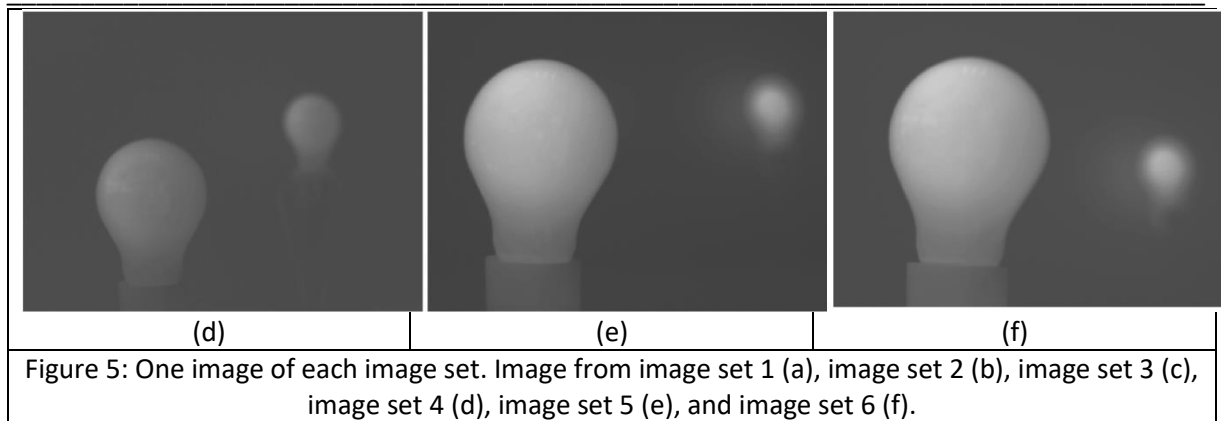 (d) (e) (f)
Figure 5: One image of each image set. Image from image set 1 (a), image set 2 (b), image set 3 (c),
image set 4 (d), image set 5 (e), and image set 6 (f).